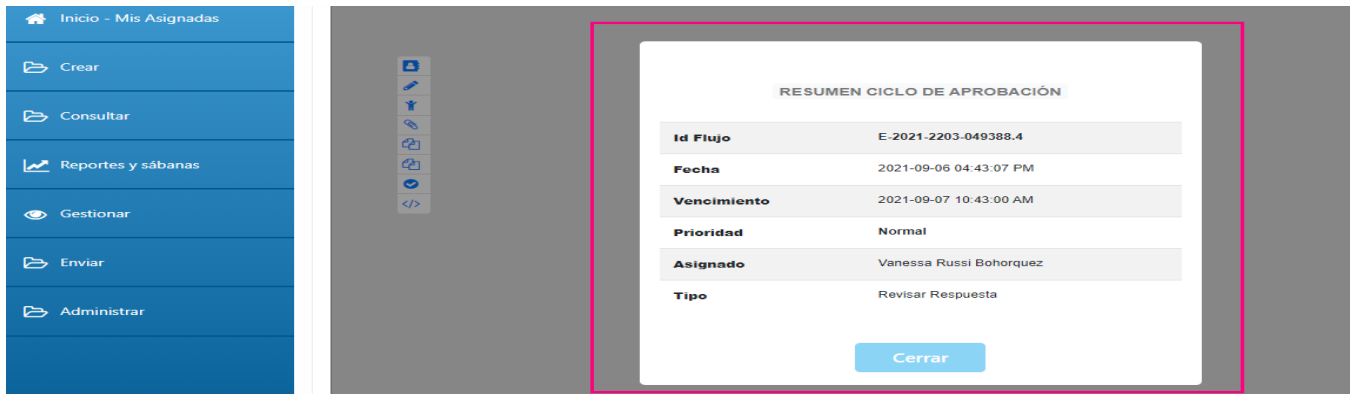 Inicio - Mis Asignadas
Crear
Consultar
Reportes y sábanas
Gestionar
Enviar
Administrar
RESUMEN CICLO DE APROBACIÓN
Id Flujo E-2021-2203-049388.4
Fecha 2021-09-06 04:43:07 PM
Vencimiento 2021-09-07 10:43:00 AM
Prioridad Normal
Asignado Vanessa Russi Bohorquez
Tipo Revisar Respuesta
Cerrar